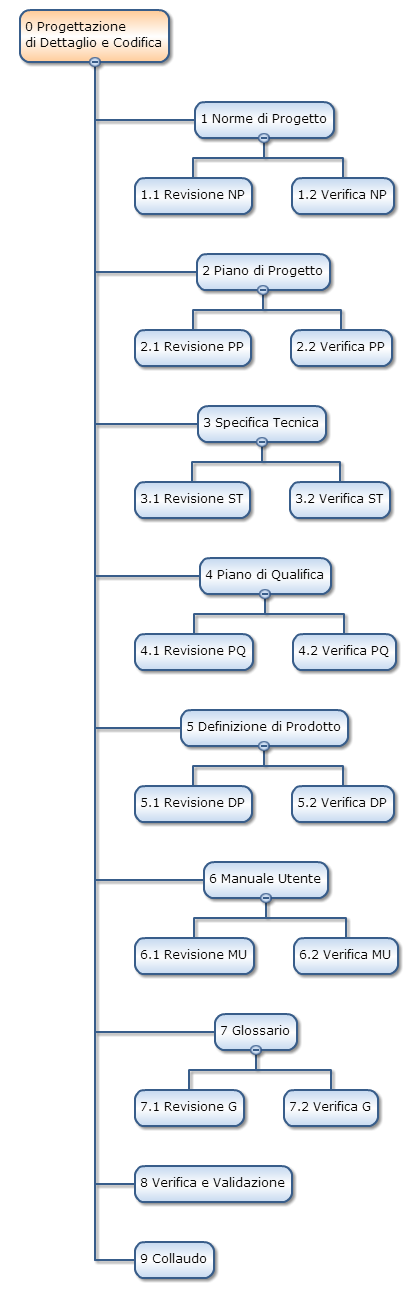 0 Progettazione
di Dettaglio e Codifica
1 Norme di Progetto
1.1 Revisione NP
1.2 Verifica NP
2 Piano di Progetto
2.1 Revisione PP
2.2 Verifica PP
3 Specifica Tecnica
3.1 Revisione ST
3.2 Verifica ST
4 Piano di Qualifica
4.1 Revisione PQ
4.2 Verifica PQ
5 Definizione di Prodotto
5.1 Revisione DP
5.2 Verifica DP
6 Manuale Utente
6.1 Revisione MU
6.2 Verifica MU
7 Glossario
7.1 Revisione G
7.2 Verifica G
8 Verifica e Validazione
9 Collaudo